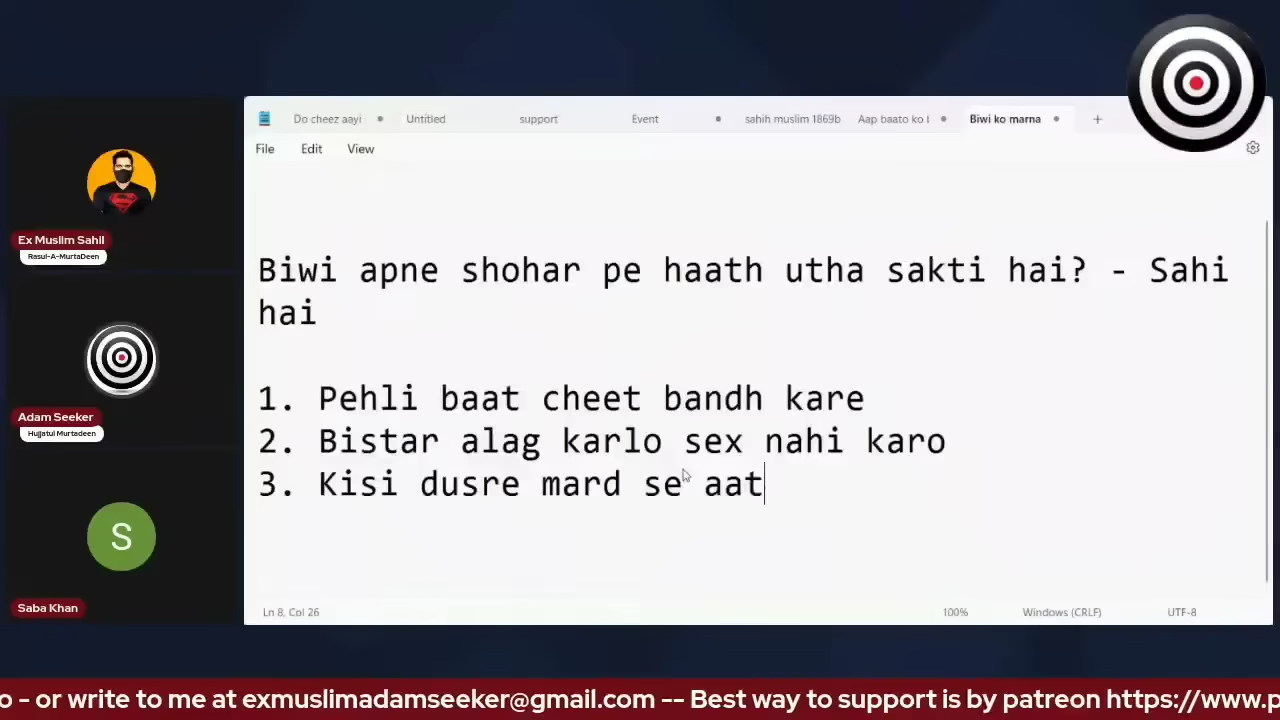 Do cheez aayi
Untitled
support
Event
sahih muslim 1869b
Aap baato ko
Biwi ko marna
File Edit View
Biwi apne shohar pe haath utha sakti hai? - Sahi
hai
1. Pehli baat cheet bandh kare
2. Bistar alag karlo sex nahi karo
3. Kisi dusre mard se aat
Ln 8, Col 26
100%
Windows (CRLF)
UTF-8
Ex Muslim Sahil
Rasul-A-MurtaDeen
Adam Seeker
Hujjatul Murtadeen
S
Saba Khan
o - or write to me at exmuslimadamseeker@gmail.com -- Best way to support is by patreon https://www.p